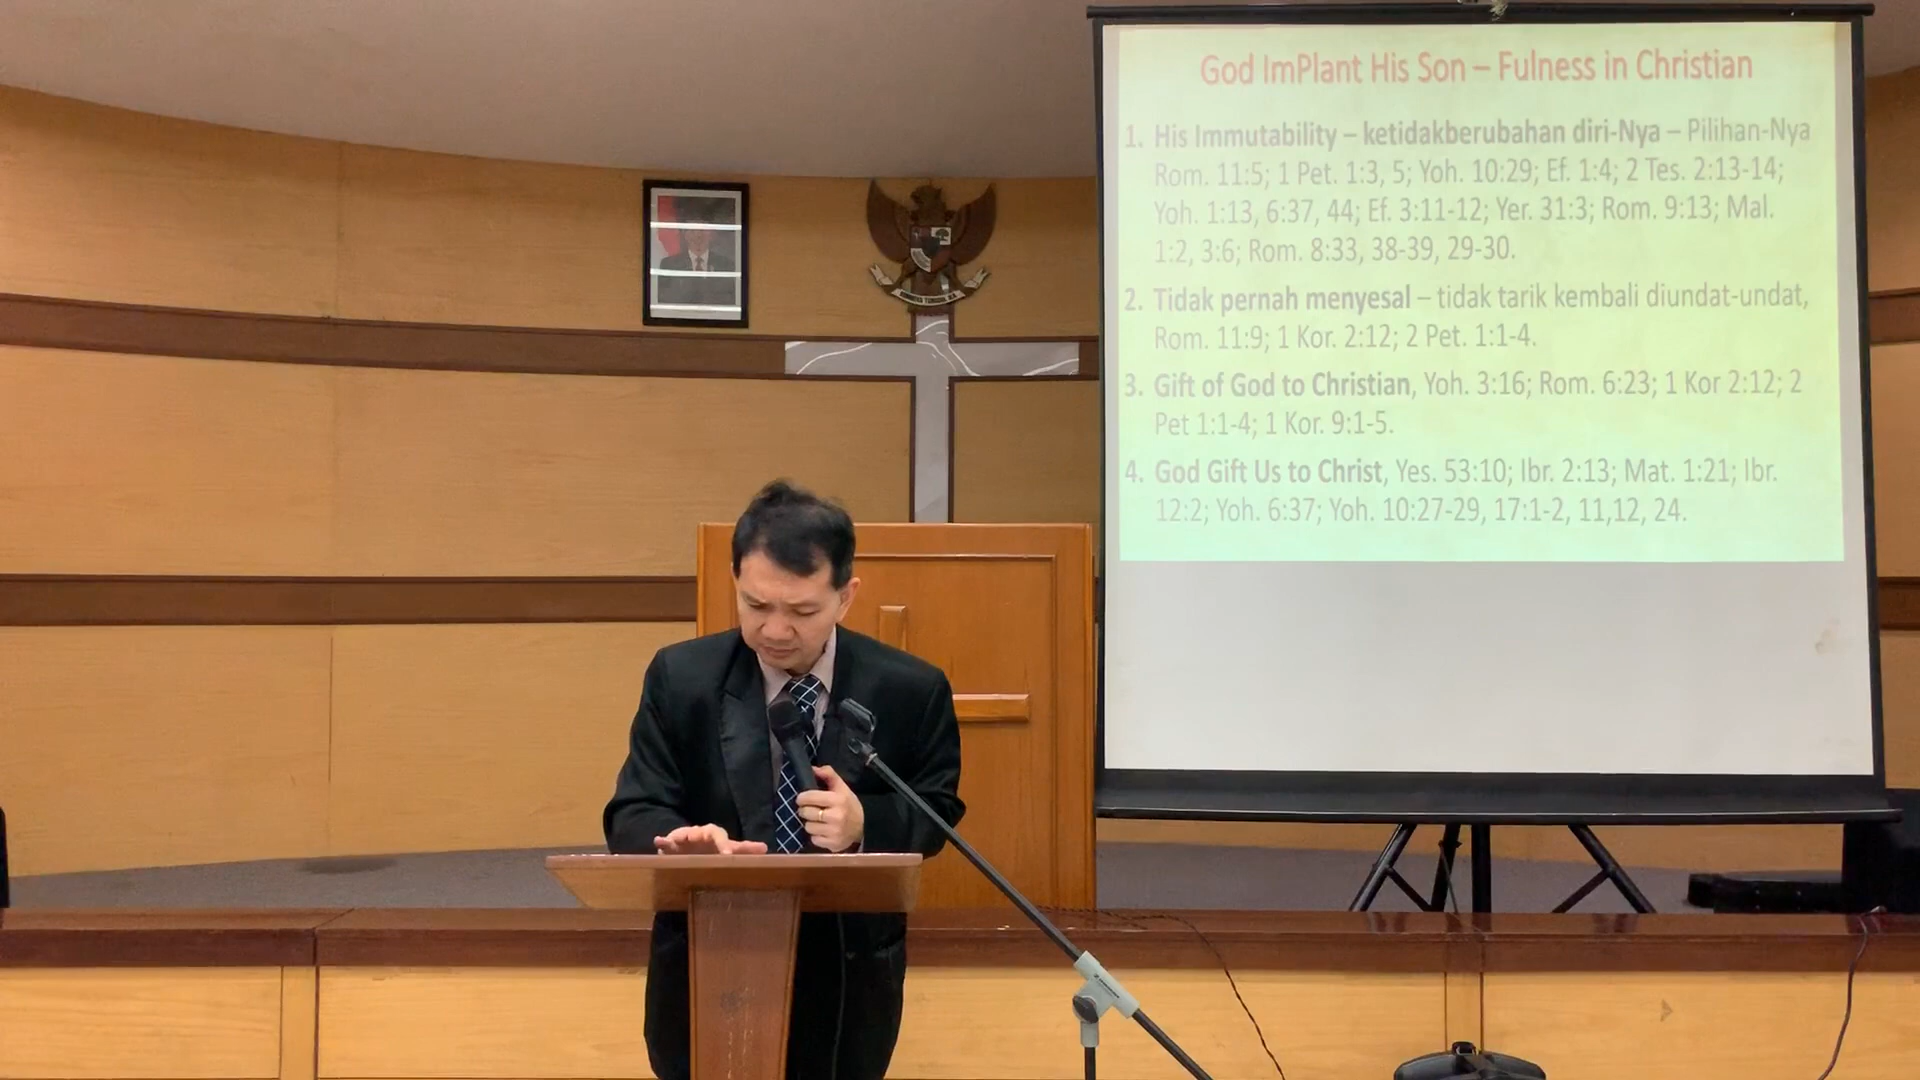 God ImPlant His Son – Fulness in Christian
1. His Immutability – ketidakberubahan diri-Nya – Pilihan-Nya
Rom. 11:5; 1 Pet. 1:3, 5; Yoh. 10:29; Ef. 1:4; 2 Tes. 2:13-14;
Yoh. 1:13, 6:37, 44; Ef. 3:11-12; Yer. 31:3; Rom. 9:13; Mal.
1:2, 3:6; Rom. 8:33, 38-39, 29-30.
2. Tidak pernah menyesal – tidak tarik kembali diundat-undat,
Rom. 11:9; 1 Kor. 2:12; 2 Pet. 1:1-4.
3. Gift of God to Christian, Yoh. 3:16; Rom. 6:23; 1 Kor 2:12; 2
Pet 1:1-4; 1 Kor. 9:1-5.
4. God Gift Us to Christ, Yes. 53:10; Ibr. 2:13; Mat. 1:21; Ibr.
12:2; Yoh. 6:37; Yoh. 10:27-29, 17:1-2, 11,12, 24.